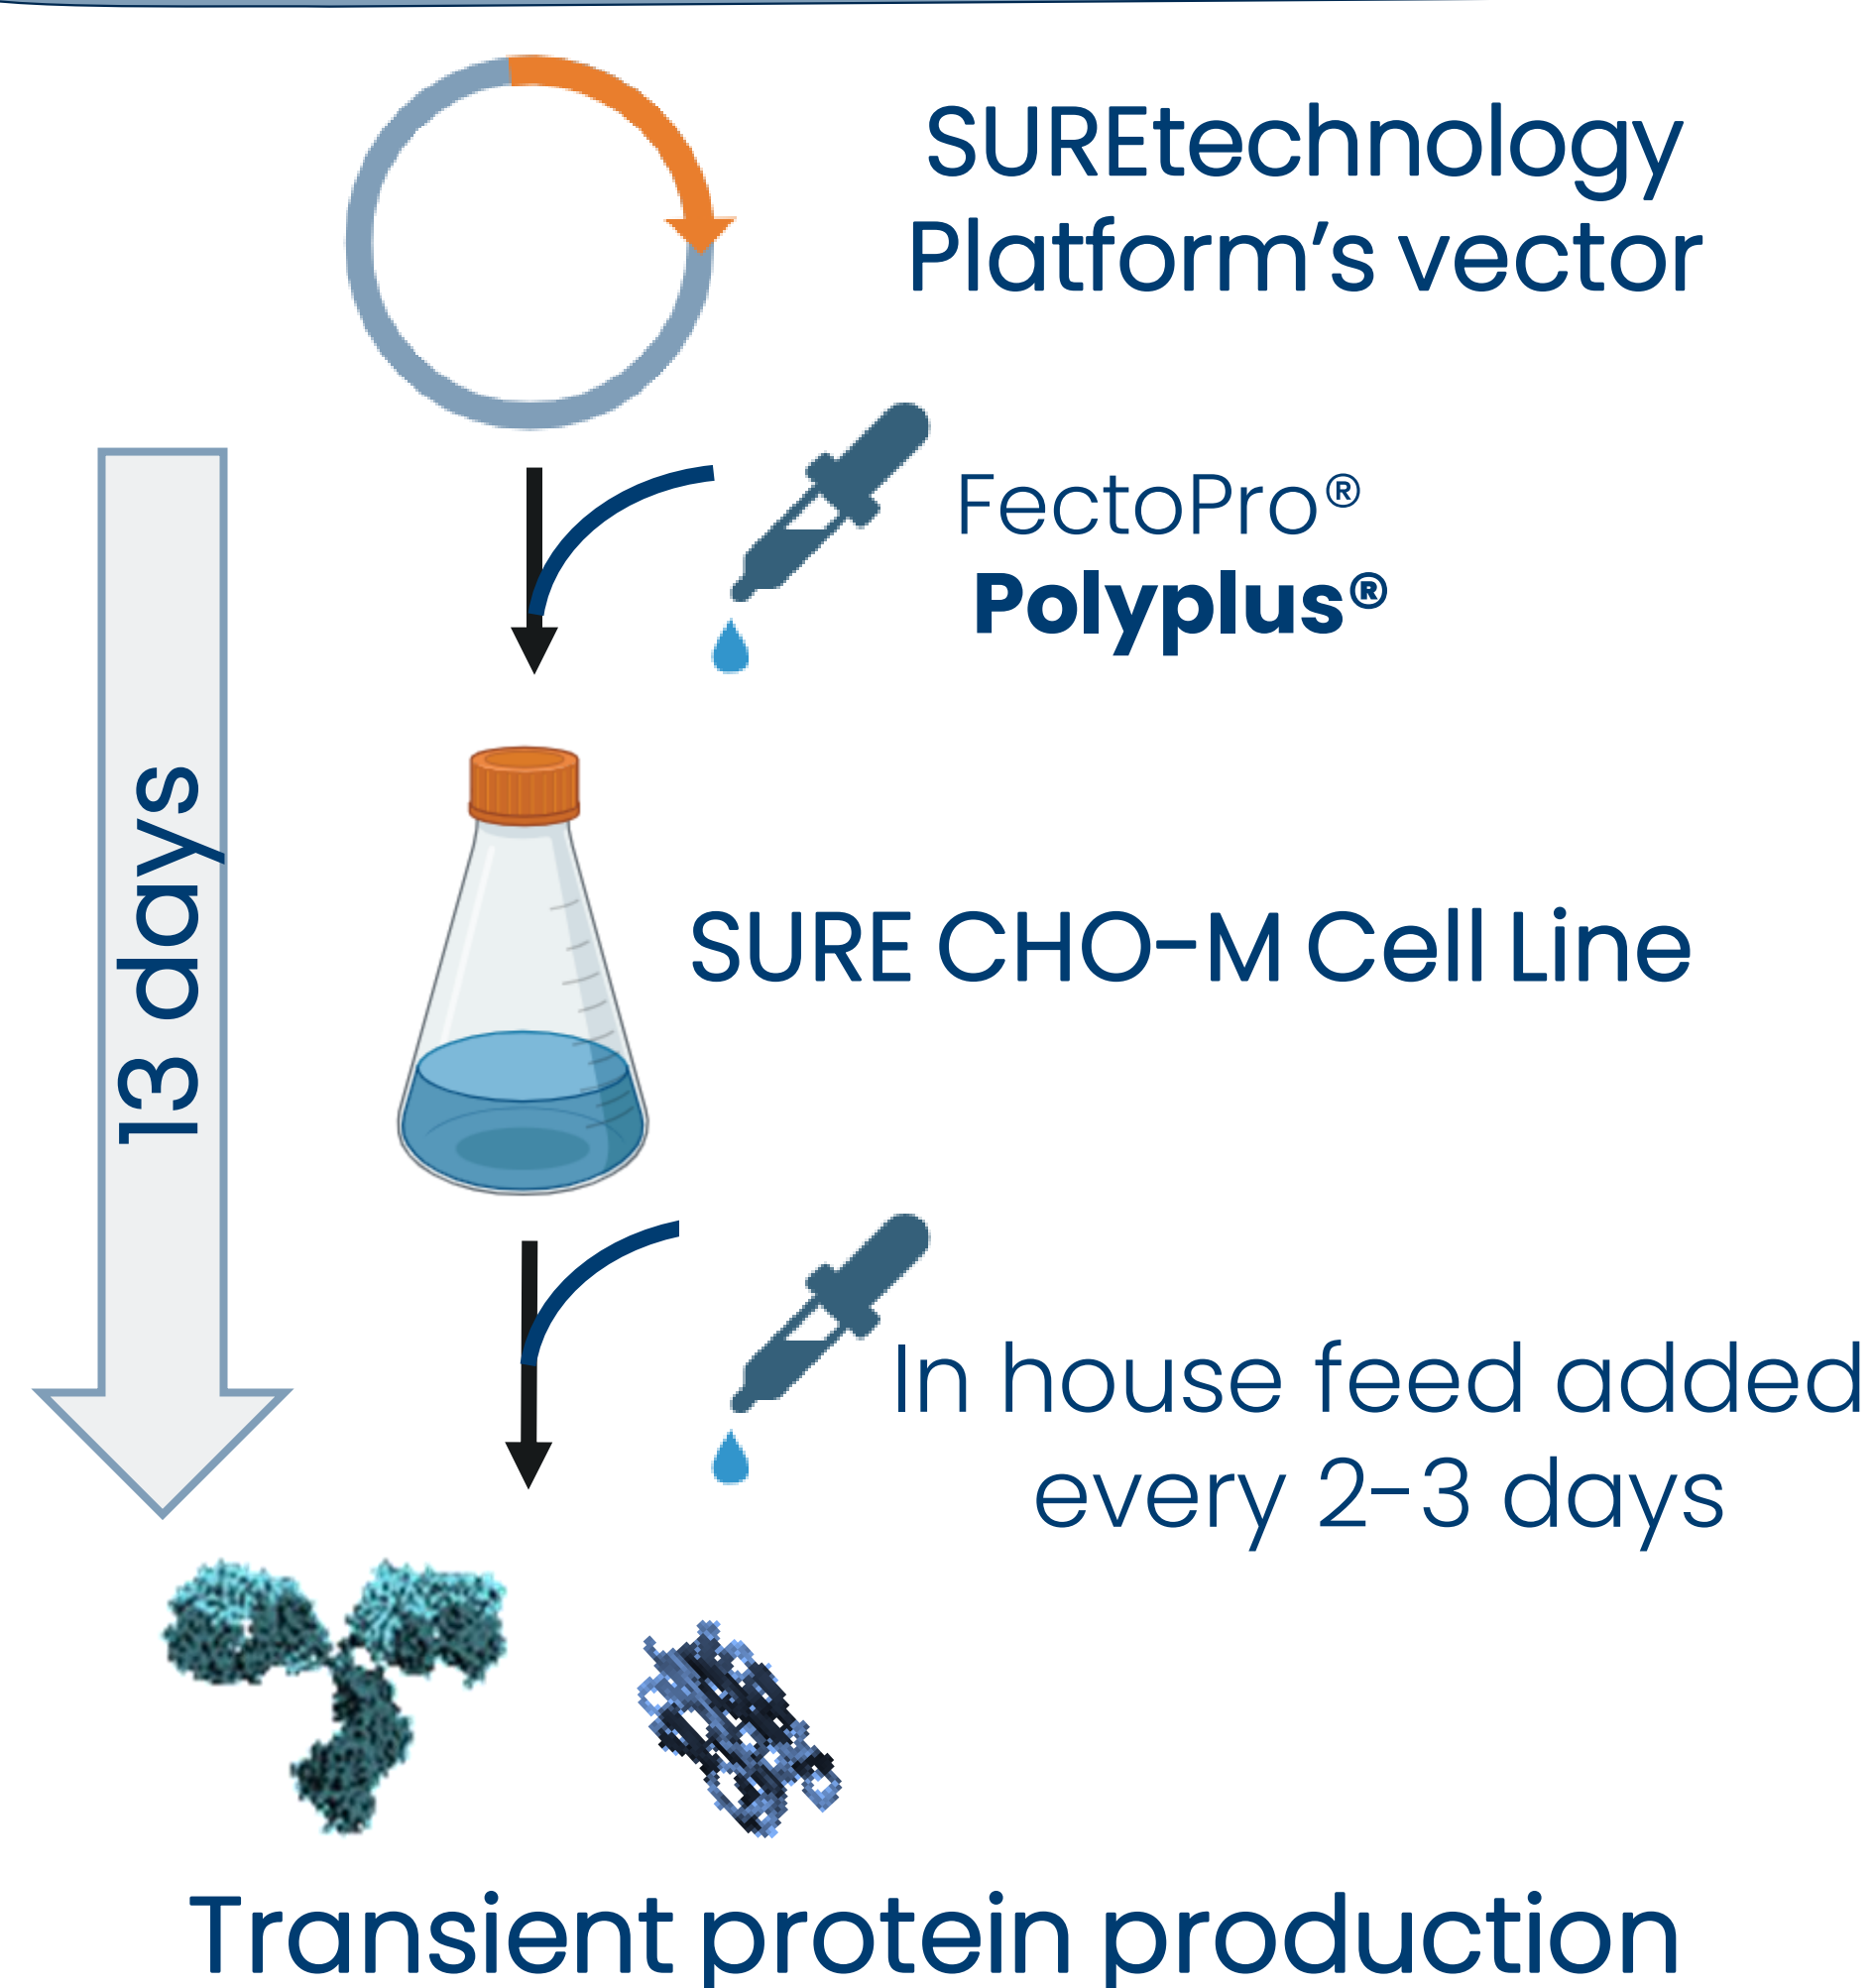 SUREtechnology
Platform's vector
FectoPro®
Polyplus®
13 days
SURE CHO-M Cell Line
In house feed added
every 2-3 days
Transient protein production